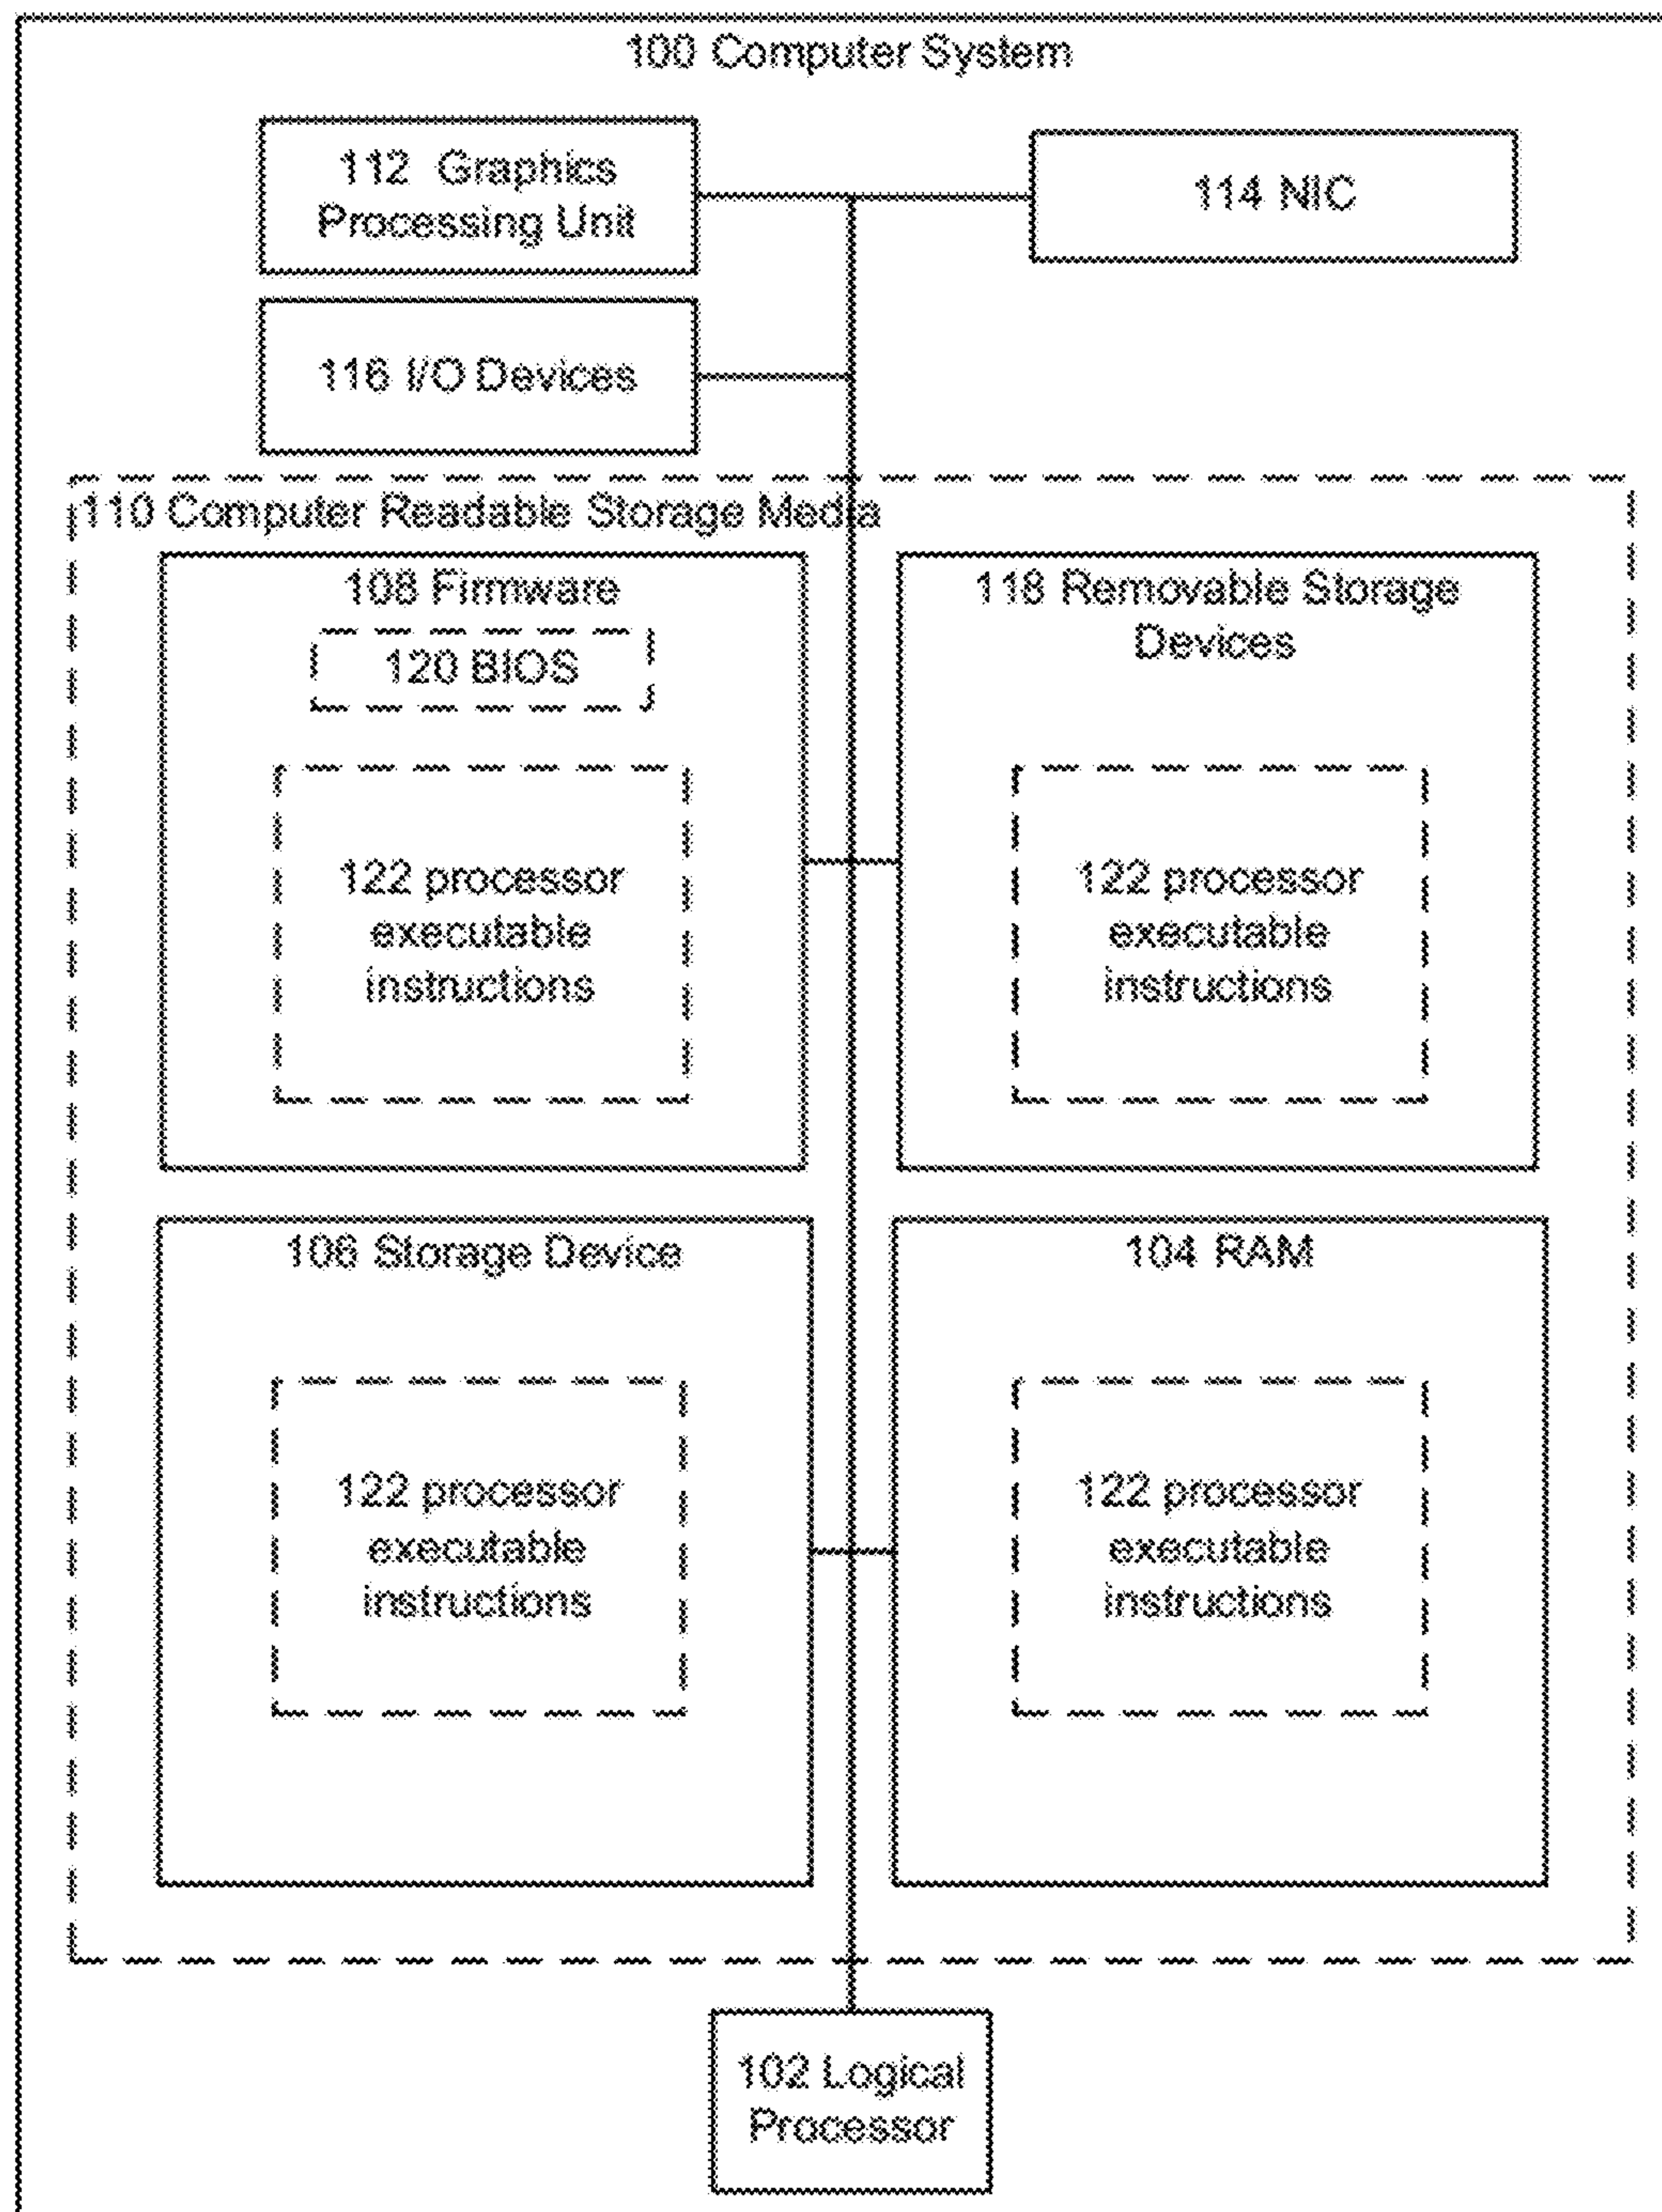 100 Computer System
112 Graphics
Processing Unit
114 NIC
116 I/O Devices
110 Computer Readable Storage Media
108 Firmware
120 BIOS
122 processor
executable
instructions
118 Removable Storage
Devices
122 processor
executable
instructions
106 Storage Device
122 processor
executable
instructions
104 RAM
122 processor
executable
instructions
102 Logical
Processor